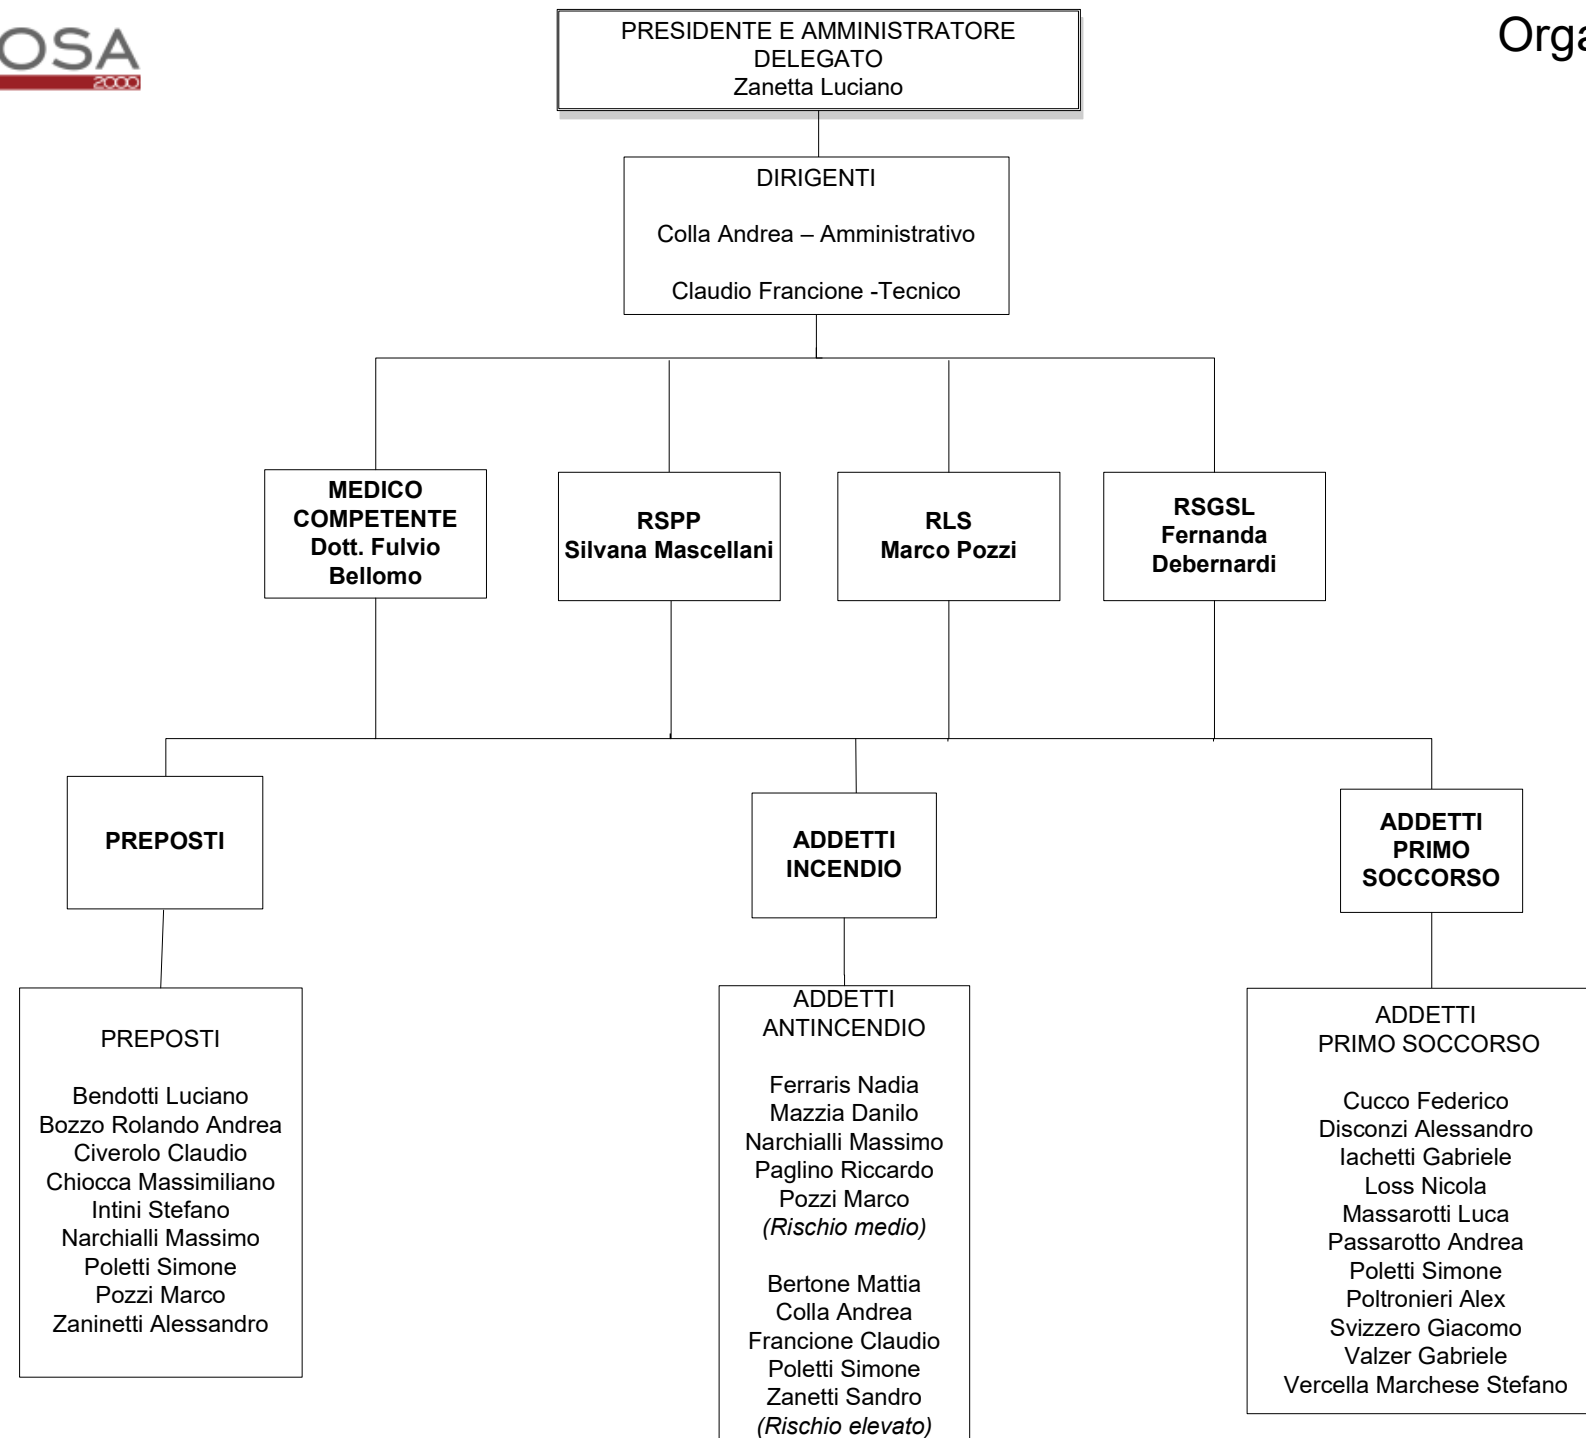 OSA
2000
Orga
PRESIDENTE E AMMINISTRATORE
DELEGATO
Zanetta Luciano
DIRIGENTI
Colla Andrea – Amministrativo
Claudio Francione -Tecnico
MEDICO
COMPETENTE
Dott. Fulvio
Bellomo
RSPP
Silvana Mascellani
RLS
Marco Pozzi
RSGSL
Fernanda
Debernardi
PREPOSTI
ADDETTI
INCENDIO
ADDETTI
PRIMO
SOCCORSO
PREPOSTI
Bendotti Luciano
Bozzo Rolando Andrea
Civerolo Claudio
Chiocca Massimiliano
Intini Stefano
Narchialli Massimo
Poletti Simone
Pozzi Marco
Zaninetti Alessandro
ADDETTI
ANTINCENDIO
Ferraris Nadia
Mazzia Danilo
Narchialli Massimo
Paglino Riccardo
Pozzi Marco
(Rischio medio)
Bertone Mattia
Colla Andrea
Francione Claudio
Poletti Simone
Zanetti Sandro
(Rischio elevato)
ADDETTI
PRIMO SOCCORSO
Cucco Federico
Disconzi Alessandro
Iachetti Gabriele
Loss Nicola
Massarotti Luca
Passarotto Andrea
Poletti Simone
Poltronieri Alex
Svizzero Giacomo
Valzer Gabriele
Vercella Marchese Stefano